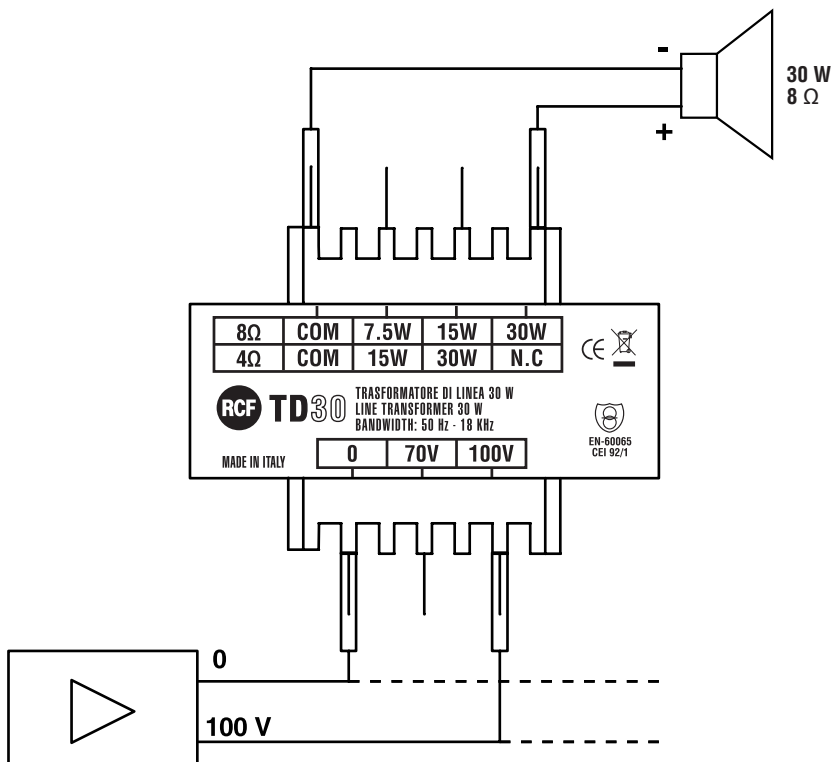 -
30 W
8 Ω
+
8Ω COM 7.5W 15W 30W
4Ω COM 15W 30W N.C
CE
RCF TD30
TRASFORMATORE DI LINEA 30 W
LINE TRANSFORMER 30 W
BANDWIDTH: 50 Hz - 18 KHz
EN-60065
CEI 92/1
MADE IN ITALY
0 70V 100V
0
100 V